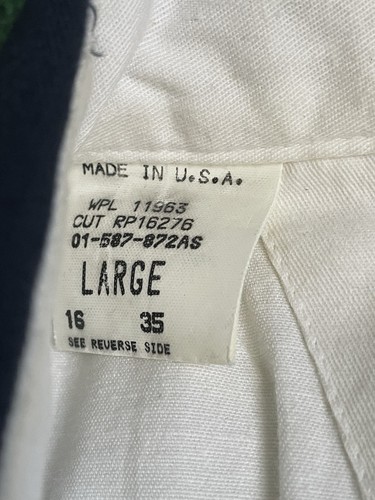 MADE IN U.S.A.
WPL 11963
CUT RP16276
01-587-872AS
LARGE
16 35
SEE REVERSE SIDE